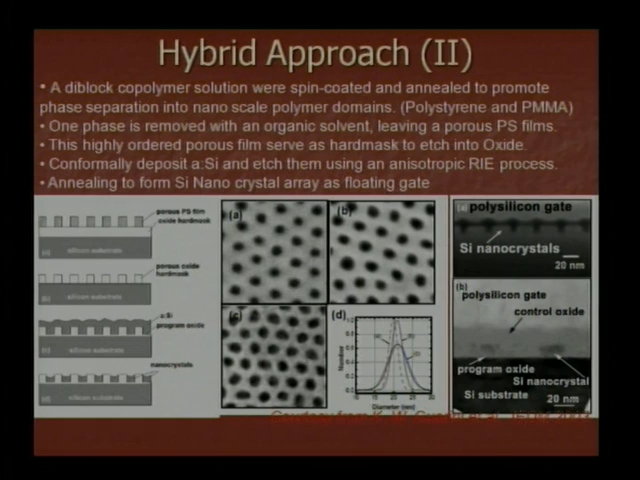 Hybrid Approach (II)
• A diblock copolymer solution were spin-coated and annealed to promote
phase separation into nano scale polymer domains. (Polystyrene and PMMA)
• One phase is removed with an organic solvent, leaving a porous PS films.
• This highly ordered porous film serve as hardmask to etch into Oxide.
• Conformally deposit a:Si and etch them using an anisotropic RIE process.
• Annealing to form Si Nano crystal array as floating gate
porous PS film
oxide hardmask
silicon substrate
porous oxide
hardmask
silicon substrate
a:Si
program oxide
silicon substrate
nanocrystals
silicon substrate
(a)
(b)
(c)
(d)
Number
Diameter (nm)
(a)
polysilicon gate
Si nanocrystals
20 nm
(b)
polysilicon gate
control oxide
program oxide
Si nanocrystal
Si substrate
20 nm
Courtesy from K. W.